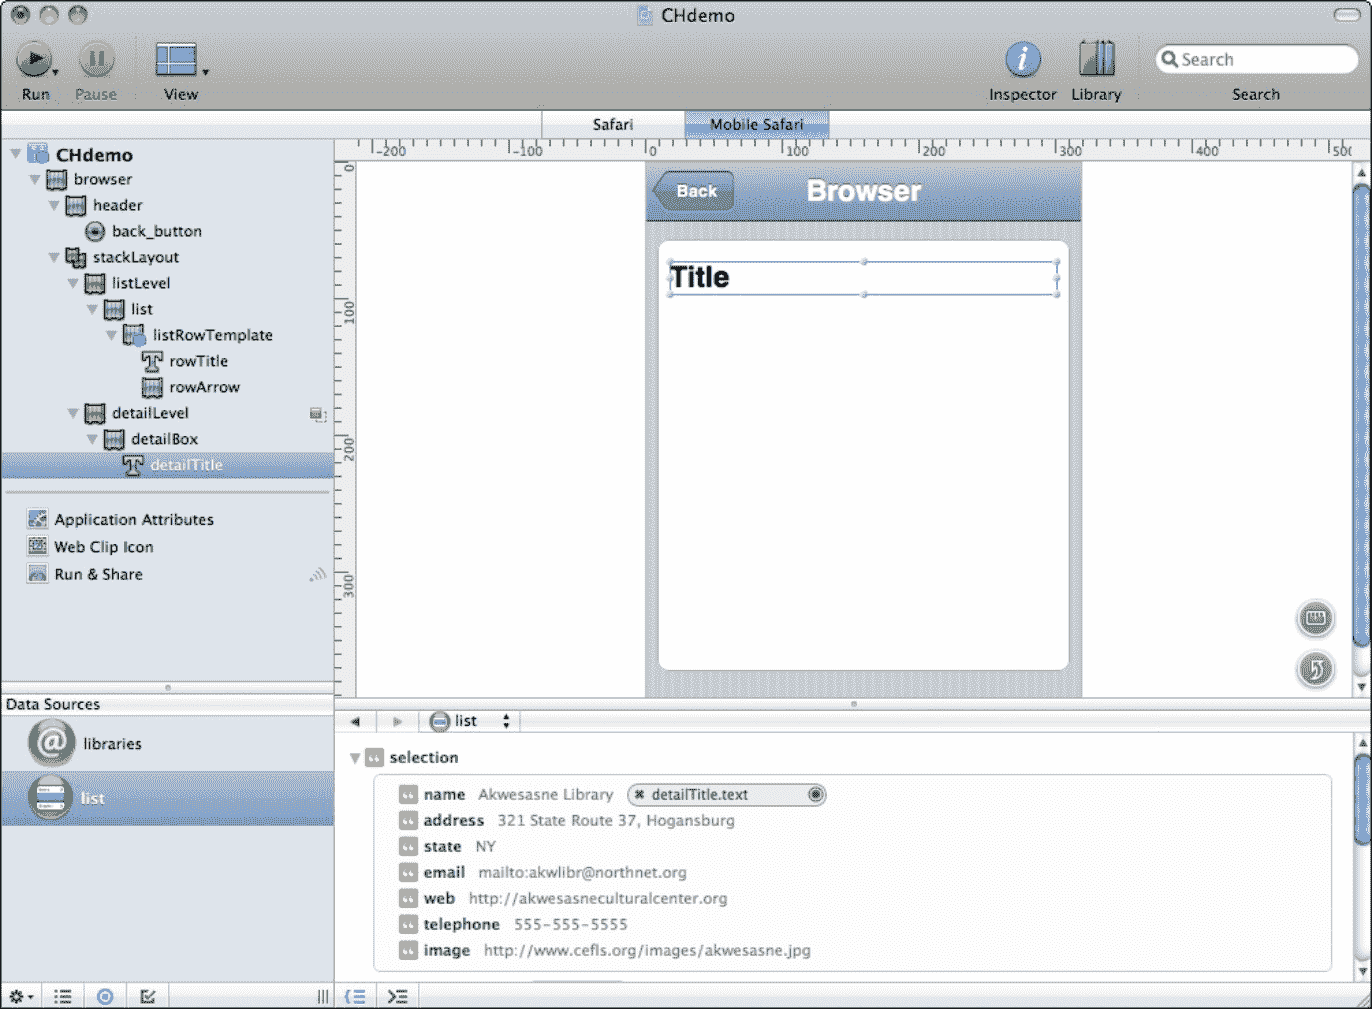 CHdemo
Run Pause View Inspector Library Search
Search
Safari Mobile Safari
CHdemo
browser
header
back_button
stackLayout
listLevel
list
listRowTemplate
rowTitle
rowArrow
detailLevel
detailBox
detailTitle
Application Attributes
Web Clip Icon
Run & Share
Data Sources
libraries
list
-200 -100 0 100 200 300 400 500
0
100
200
300
Back Browser
Title
list
selection
name Akwesasne Library detailTitle.text
address 321 State Route 37, Hogansburg
state NY
email mailto:akwlibr@northnet.org
web http://akwesasneculturalcenter.org
telephone 555-555-5555
image http://www.cefls.org/images/akwesasne.jpg